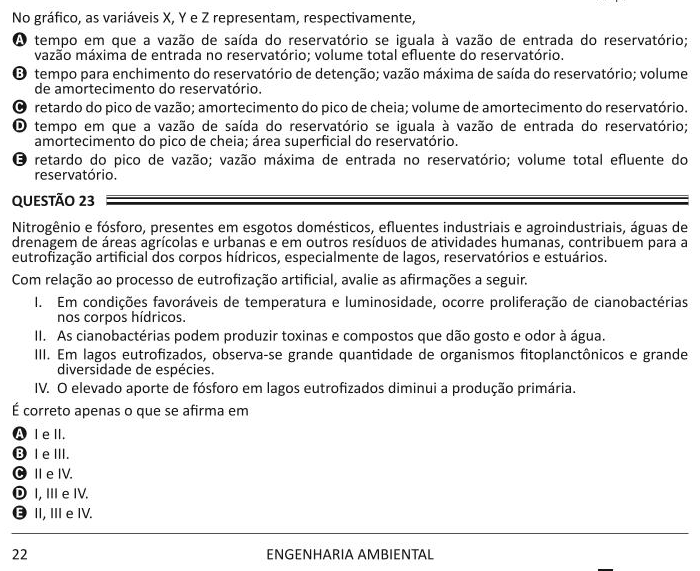 No gráfico, as variáveis X, Y e Z representam, respectivamente,
A tempo em que a vazão de saída do reservatório se iguala à vazão de entrada do reservatório;
vazão máxima de entrada no reservatório; volume total efluente do reservatório.
B tempo para enchimento do reservatório de detenção; vazão máxima de saída do reservatório; volume
de amortecimento do reservatório.
C retardo do pico de vazão; amortecimento do pico de cheia; volume de amortecimento do reservatório.
D tempo em que a vazão de saída do reservatório se iguala à vazão de entrada do reservatório;
amortecimento do pico de cheia; área superficial do reservatório.
E retardo do pico de vazão; vazão máxima de entrada no reservatório; volume total efluente do
reservatório.
QUESTÃO 23
Nitrogênio e fósforo, presentes em esgotos domésticos, efluentes industriais e agroindustriais, águas de
drenagem de áreas agrícolas e urbanas e em outros resíduos de atividades humanas, contribuem para a
eutrofização artificial dos corpos hídricos, especialmente de lagos, reservatórios e estuários.
Com relação ao processo de eutrofização artificial, avalie as afirmações a seguir.
I. Em condições favoráveis de temperatura e luminosidade, ocorre proliferação de cianobactérias
nos corpos hídricos.
II. As cianobactérias podem produzir toxinas e compostos que dão gosto e odor à água.
III. Em lagos eutrofizados, observa-se grande quantidade de organismos fitoplanctônicos e grande
diversidade de espécies.
IV. O elevado aporte de fósforo em lagos eutrofizados diminui a produção primária.
É correto apenas o que se afirma em
A I e II.
B I e III.
C II e IV.
D I, III e IV.
E II, III e IV.
22 ENGENHARIA AMBIENTAL